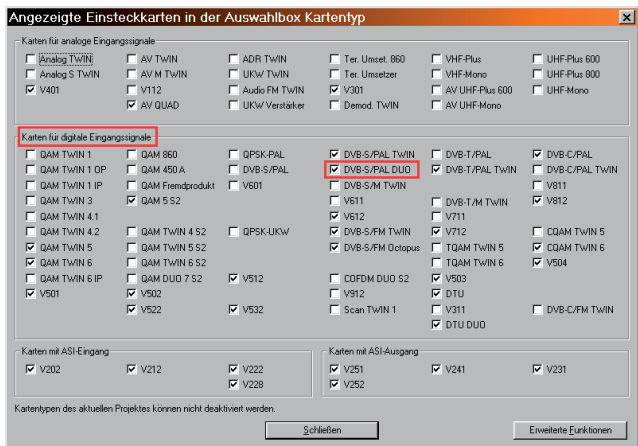 Angezeigte Einsteckkarten in der Auswahlbox Kartentyp
Karten für analoge Eingangssignale
Analog TWIN AV TWIN ADR TWIN Ter. Umset. 860 VHF-Plus UHF-Plus 600
Analog S TWIN AV M TWIN UKW TWIN Ter. Umsetzer VHF-Mono UHF-Plus 800
V401 V112 Audio FM TWIN V301 AV UHF-Plus 600 UHF-Mono
AV QUAD UKW Verstärker Demod. TWIN AV UHF-Mono
Karten für digitale Eingangssignale
QAM TWIN 1 QAM 860 QPSK-PAL DVB-S/PAL TWIN DVB-T/PAL DVB-C/PAL
QAM TWIN 1 OP QAM 450 A DVB-S/PAL DVB-S/PAL DUO DVB-T/PAL TWIN DVB-C/PAL TWIN
QAM TWIN 1 IP QAM Fremdprodukt V601 DVB-S/M TWIN V811
QAM TWIN 3 QAM 5 S2 V611 DVB-T/M TWIN V812
QAM TWIN 4.1 V612 V711
QAM TWIN 4.2 QAM TWIN 4 S2 QPSK-UKW DVB-S/FM TWIN V712 CQAM TWIN 5
QAM TWIN 5 QAM TWIN 5 S2 DVB-S/FM Octopus TQAM TWIN 5 CQAM TWIN 6
QAM TWIN 6 QAM TWIN 6 S2 TQAM TWIN 6 V504
QAM TWIN 6 IP QAM DUO 7 S2 V512 COFDM DUO S2 V503
V501 V502 V912 DTU
V522 V532 Scan TWIN 1 V311 DVB-C/FM TWIN
DTU DUO
Karten mit ASI-Eingang Karten mit ASI-Ausgang
V202 V212 V222 V251 V241 V231
V228 V252
Kartentypen des aktuellen Projektes können nicht deaktiviert werden.
Schließen Erweiterte Funktionen